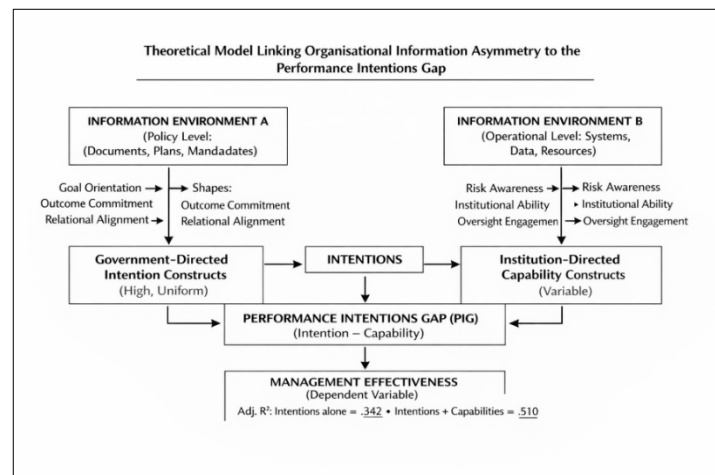 Theoretical Model Linking Organisational Information Asymmetry to the
Performance Intentions Gap
INFORMATION ENVIRONMENT A
(Policy Level:
(Documents, Plans, Mandadates)
INFORMATION ENVIRONMENT B
(Operational Level: Systems,
Data, Resources)
Goal Orientation
Outcome Commitment
Relational Alignment
Shapes:
Outcome Commitment
Relational Alignment
Risk Awareness
Institutional Ability
Oversight Engagemen
Risk Awareness
Institutional Ability
Oversight Engagement
Government-Directed
Intention Constructs
(High, Uniform)
INTENTIONS
Institution-Directed
Capability Constructs
(Variable)
PERFORMANCE INTENTIONS GAP (PIG)
(Intention – Capability)
MANAGEMENT EFFECTIVENESS
(Dependent Variable)
Adj. R²: Intentions alone = .342 • Intentions + Capabilities = .510